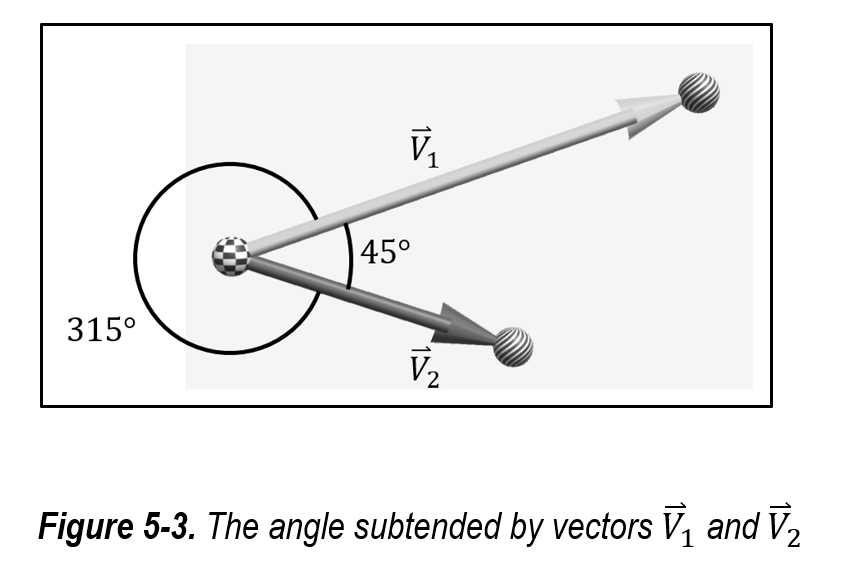 V⃗₁
45°
315°
V⃗₂
Figure 5-3. The angle subtended by vectors V⃗₁ and V⃗₂